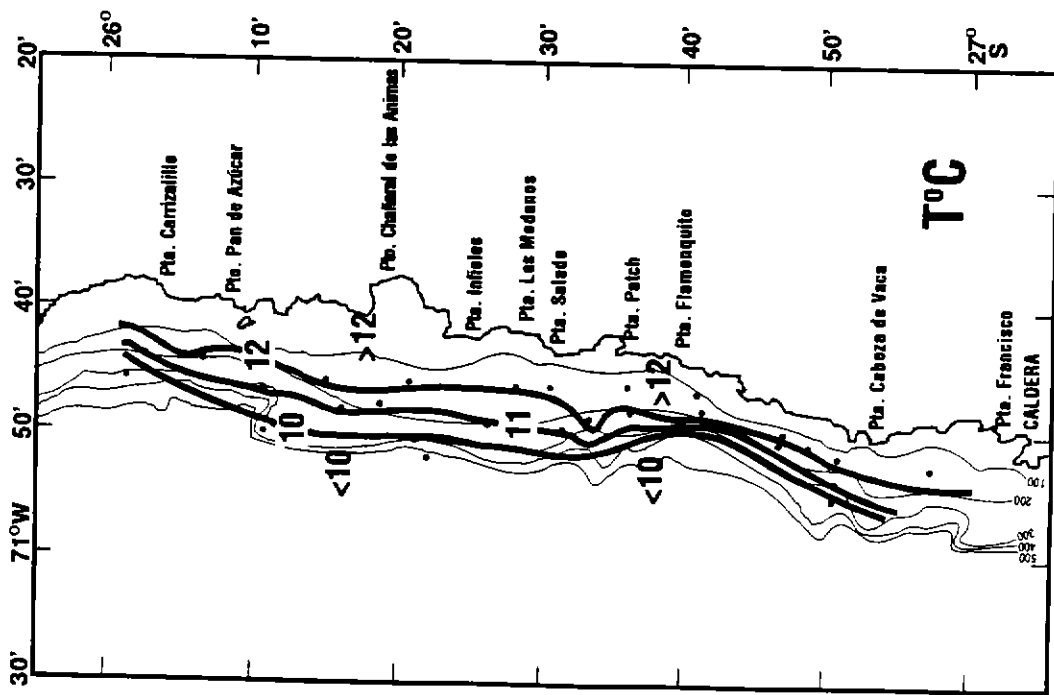 26°
10'
20'
30'
40'
50'
27°
S
20'
30'
40'
50'
71°W
30'
Pta. Carrizalillo
Pto. Pan de Azúcar
Pto. Chañaral de las Animas
Pta. Infieles
Pta. Los Medanos
Pta. Salado
Pta. Patch
Pta. Flamenquito
Pta. Cabeza de Vaca
Pta. Francisco
CALDERA
T°C
12
>12
11
>12
10
<10
<10
100
200
300
400
500